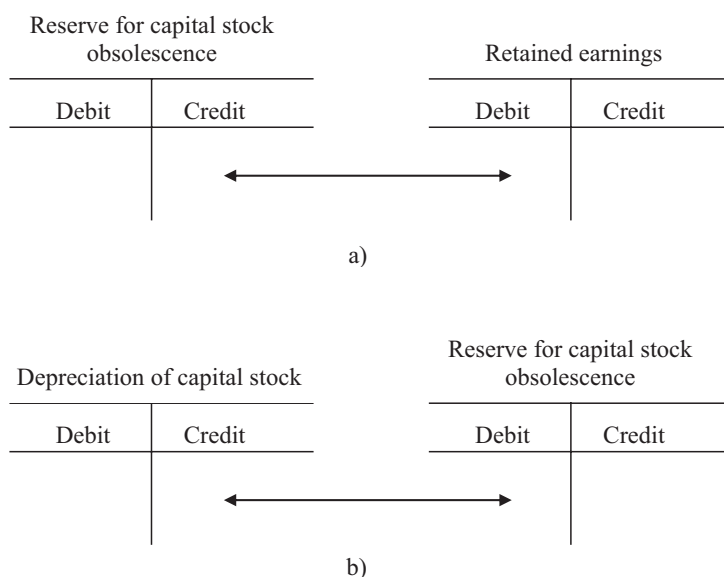 Reserve for capital stock
obsolescence
Retained earnings
Debit
Credit
Debit
Credit
a)
Depreciation of capital stock
Reserve for capital stock
obsolescence
Debit
Credit
Debit
Credit
b)